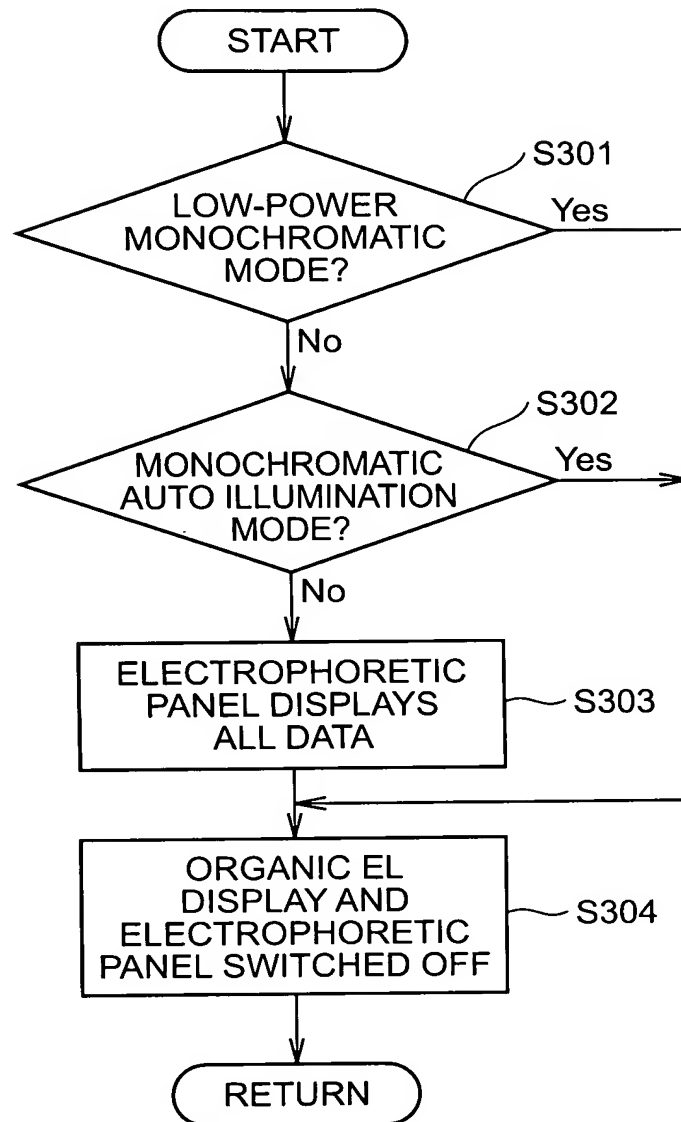 START
S301
LOW-POWER
MONOCHROMATIC
MODE?
Yes
No
S302
MONOCHROMATIC
AUTO ILLUMINATION
MODE?
Yes
No
ELECTROPHORETIC
PANEL DISPLAYS
ALL DATA
S303
ORGANIC EL
DISPLAY AND
ELECTROPHORETIC
PANEL SWITCHED OFF
S304
RETURN